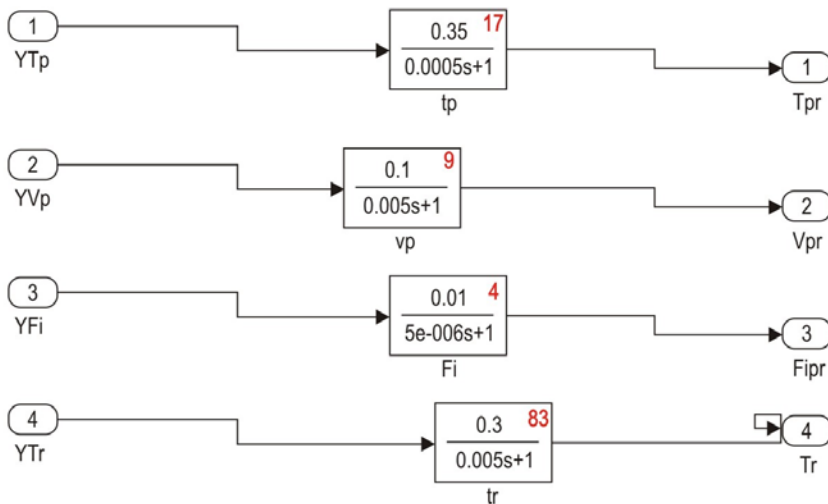 1
YTp
0.35
17
0.0005s+1
tp
1
Tpr
2
YVp
0.1
9
0.005s+1
vp
2
Vpr
3
YFi
0.01
4
5e-006s+1
Fi
3
Fipr
4
YTr
0.3
83
0.005s+1
tr
4
Tr